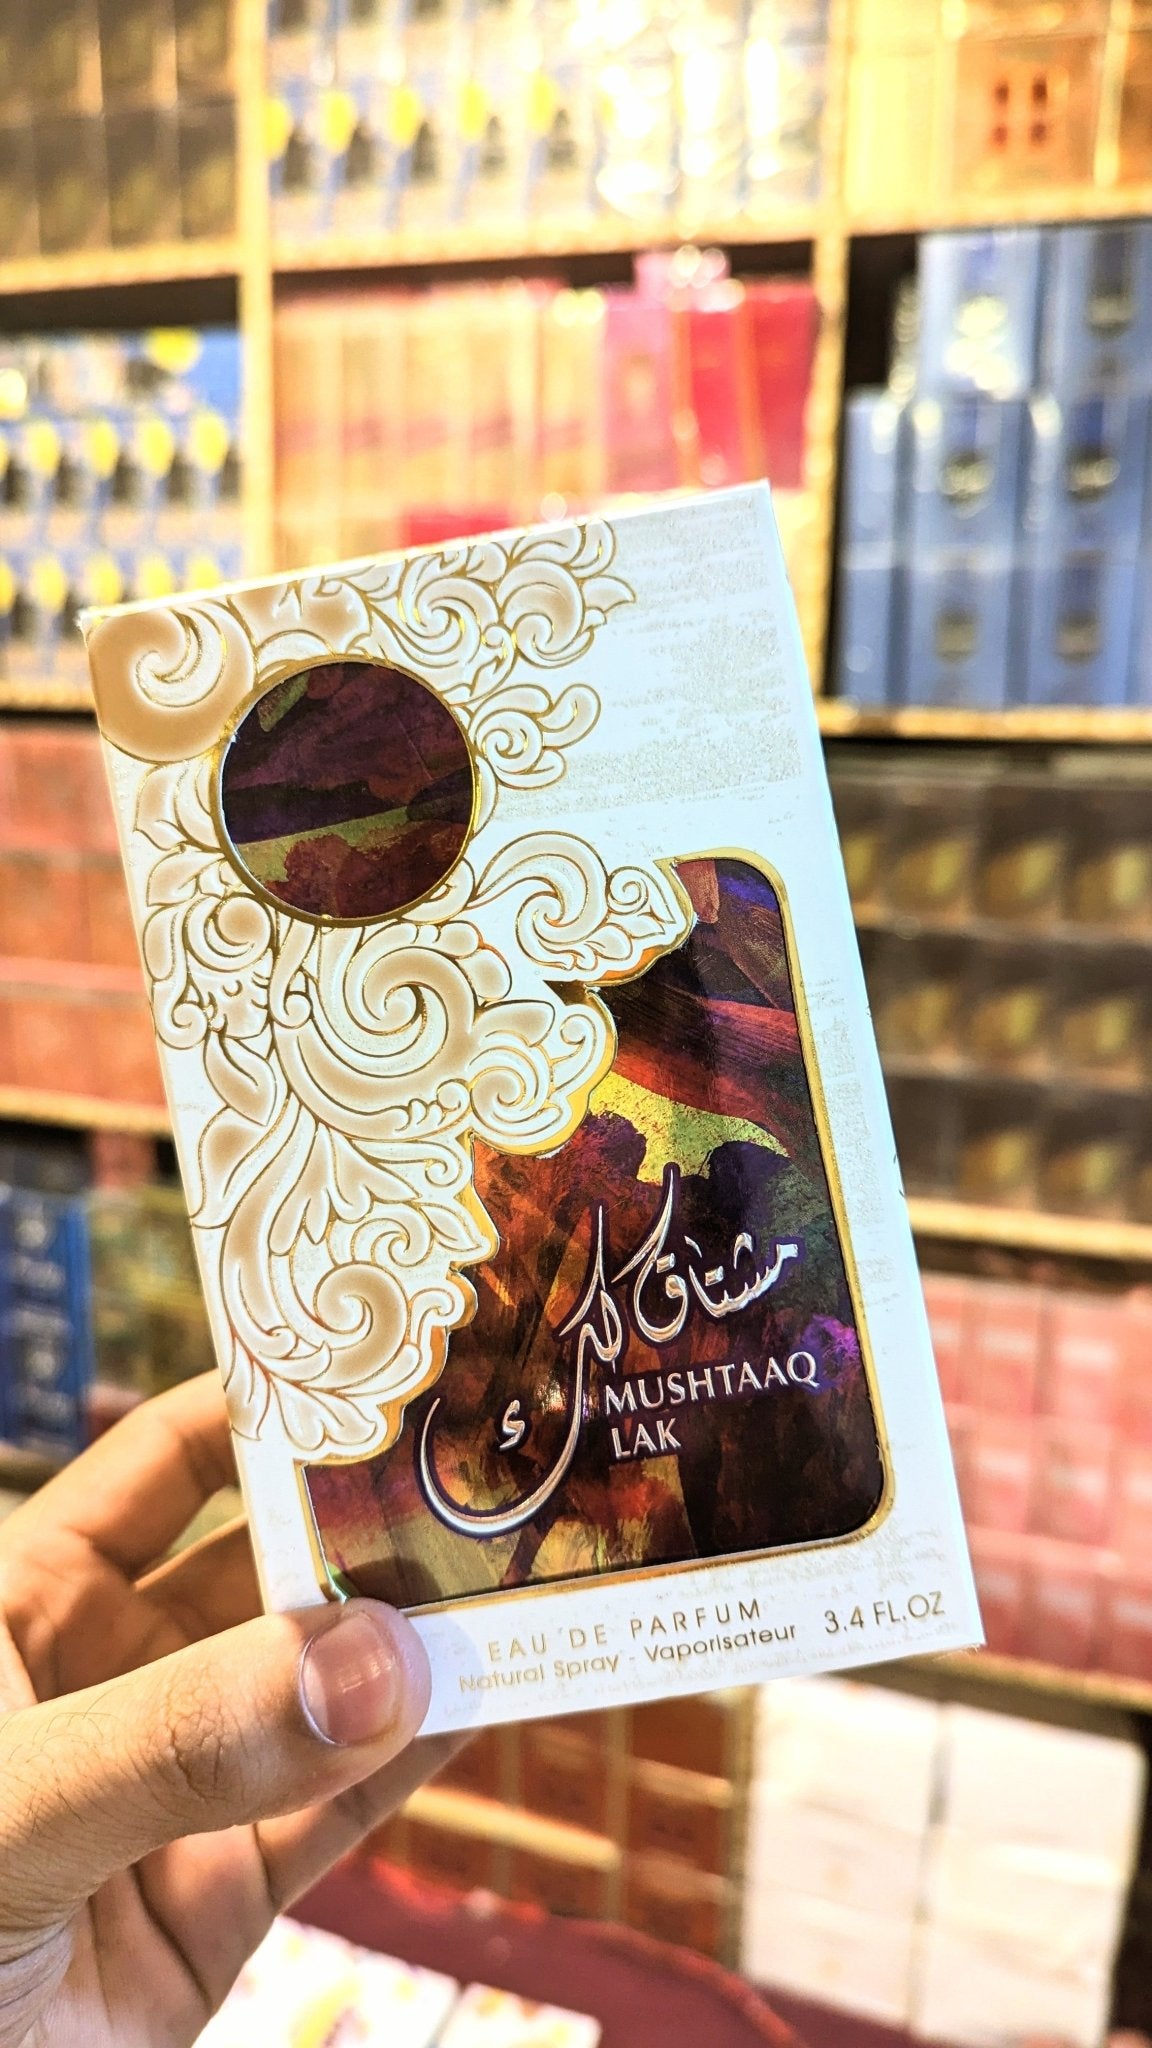 مشتاق لك
MUSHTAAQ
LAK
EAU DE PARFUM
Natural Spray - Vaporisateur
3.4 FL.OZ